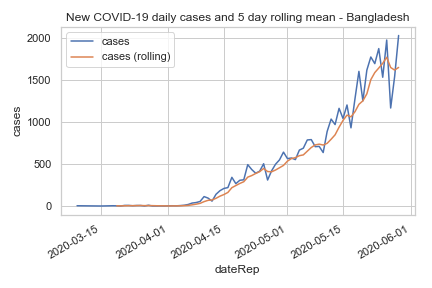 New COVID-19 daily cases and 5 day rolling mean - Bangladesh
cases
cases (rolling)
2000
1500
1000
500
0
cases
2020-03-15
2020-04-01
2020-04-15
2020-05-01
2020-05-15
2020-06-01
dateRep